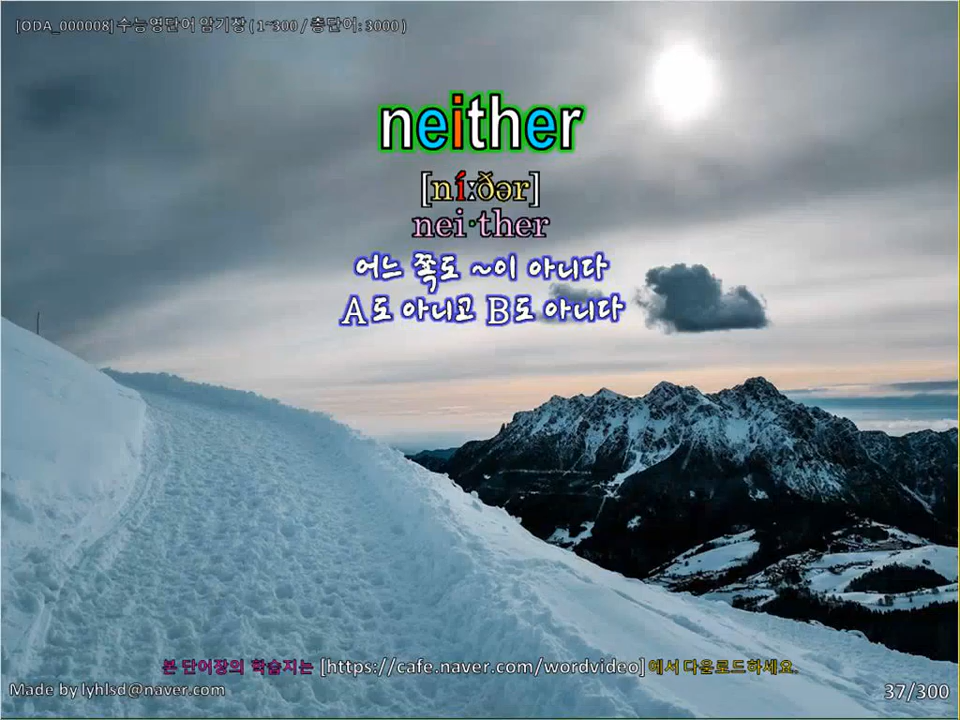 [ODA_000008] 수능영단어 암기장 ( 1~300 / 총단어: 3000 )
neither
[níːðər]
nei·ther
어느 쪽도 ~이 아니다
A도 아니고 B도 아니다
본 단어장의 학습지는 [https://cafe.naver.com/wordvideo] 에서 다운로드하세요.
Made by lyhlsd@naver.com
37/300